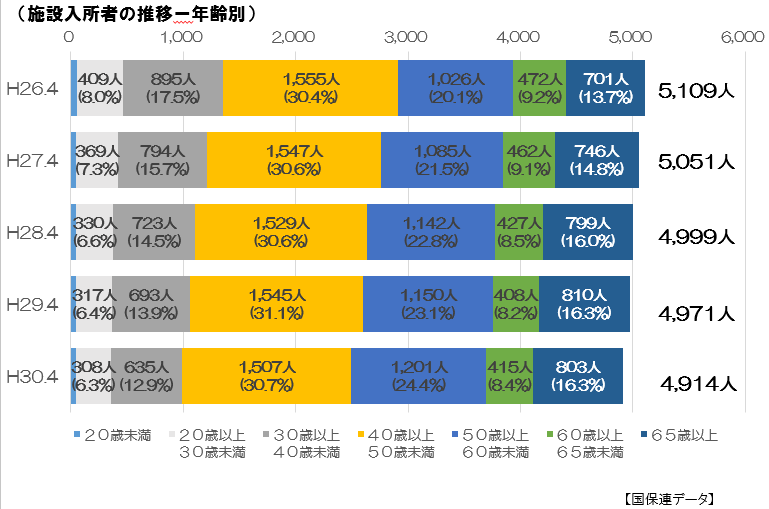 （施設入所者の推移ー年齢別）
0 1,000 2,000 3,000 4,000 5,000 6,000
H26.4 409人 895人 1,555人 1,026人 472人 701人 5,109人
(8.0%) (17.5%) (30.4%) (20.1%) (9.2%) (13.7%)
H27.4 369人 794人 1,547人 1,085人 462人 746人 5,051人
(7.3%) (15.7%) (30.6%) (21.5%) (9.1%) (14.8%)
H28.4 330人 723人 1,529人 1,142人 427人 799人 4,999人
(6.6%) (14.5%) (30.6%) (22.8%) (8.5%) (16.0%)
H29.4 317人 693人 1,545人 1,150人 408人 810人 4,971人
(6.4%) (13.9%) (31.1%) (23.1%) (8.2%) (16.3%)
H30.4 308人 635人 1,507人 1,201人 415人 803人 4,914人
(6.3%) (12.9%) (30.7%) (24.4%) (8.4%) (16.3%)
２０歳未満 ２０歳以上 ３０歳以上 ４０歳以上 ５０歳以上 ６０歳以上 ６５歳以上
３０歳未満 ４０歳未満 ５０歳未満 ６０歳未満 ６５歳未満
【国保連データ】